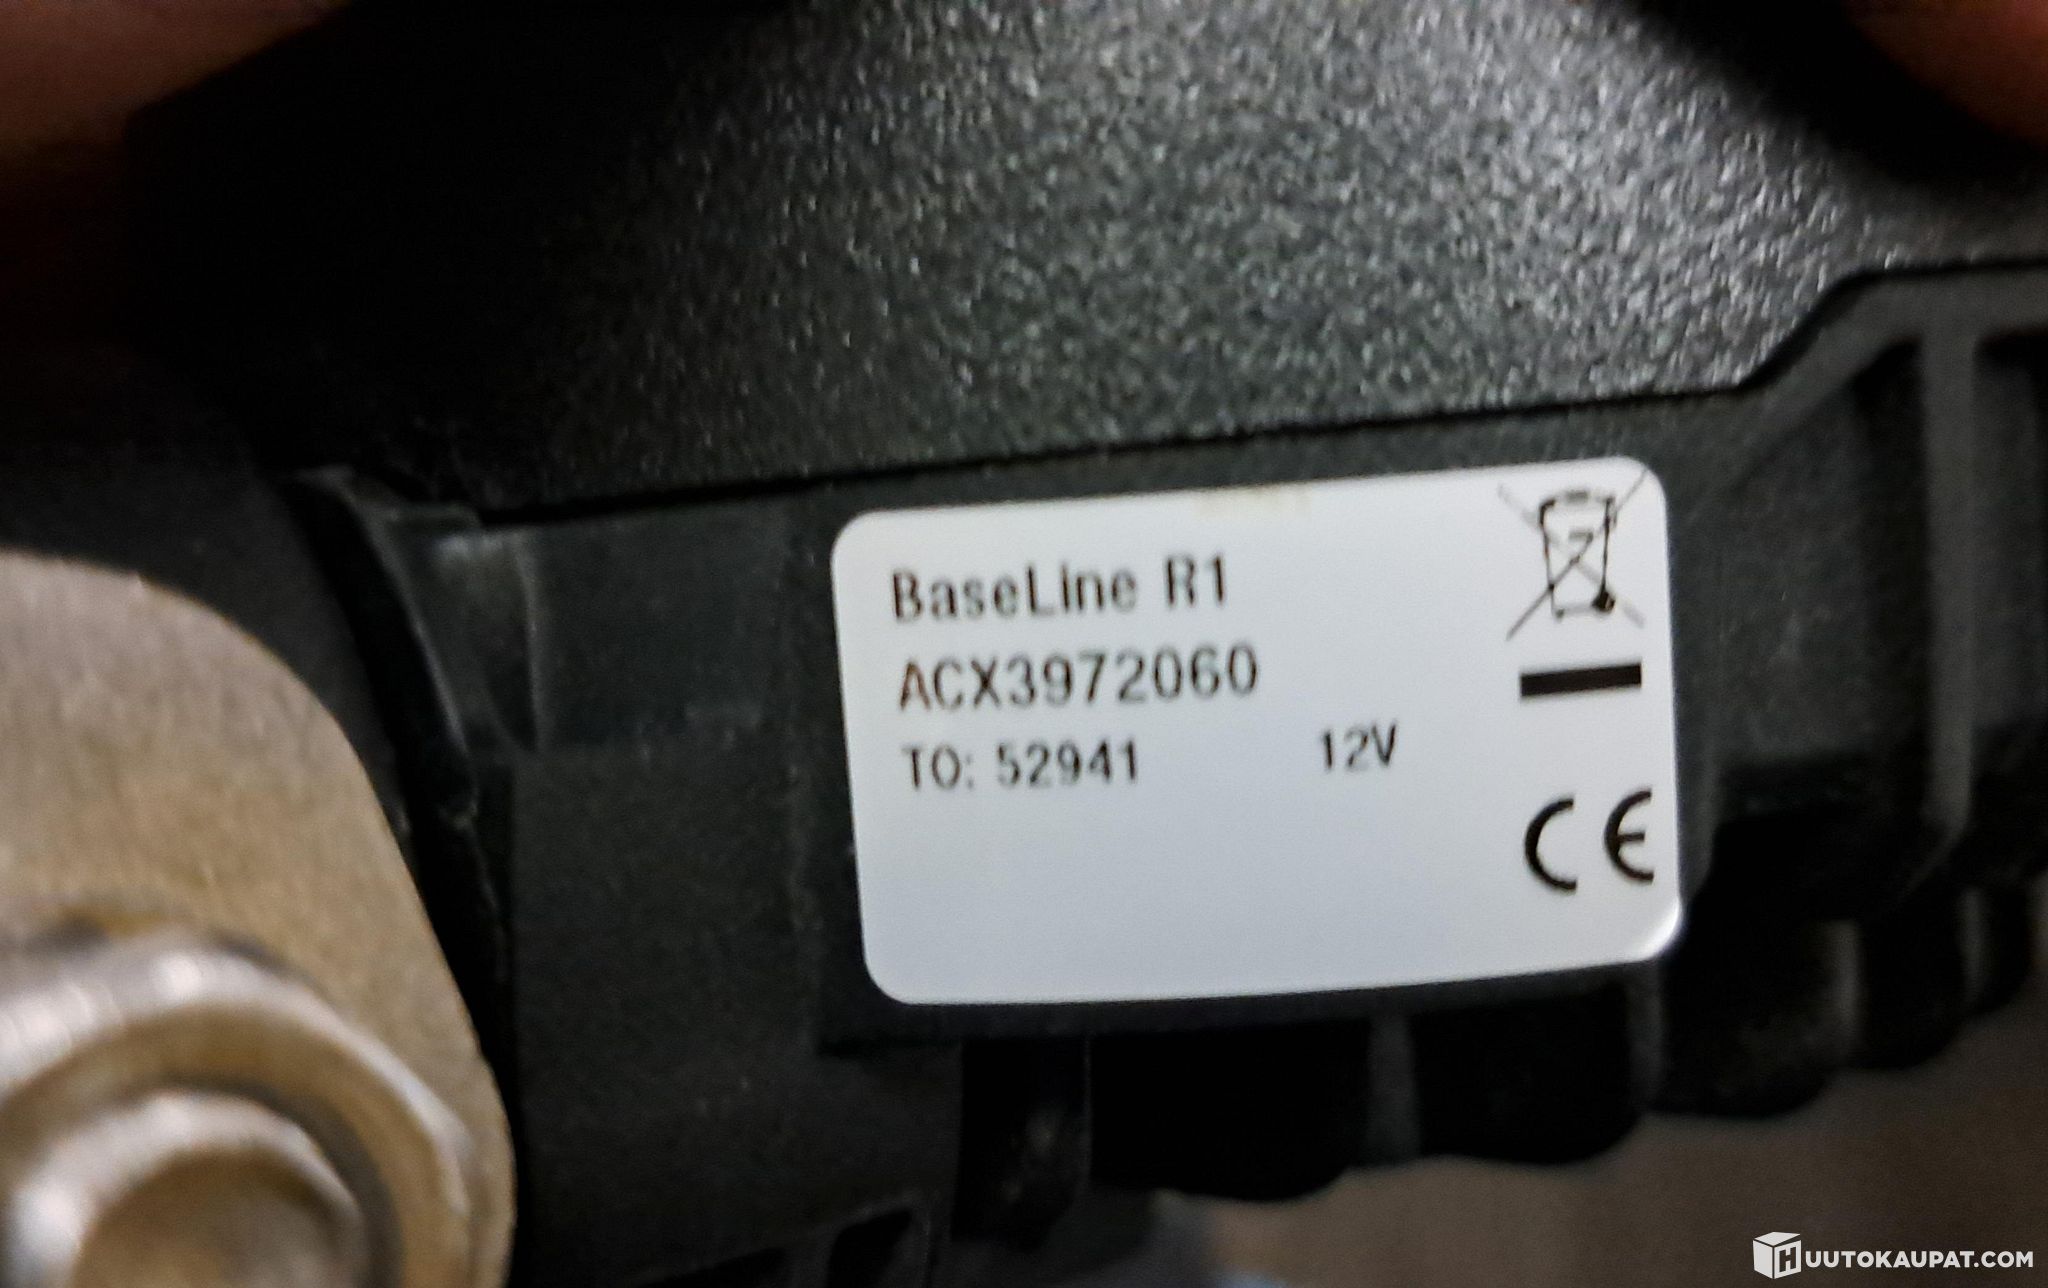 BaseLine R1
ACX3972060
TO: 52941 12V
CE
HUUTOKAUPAT.COM